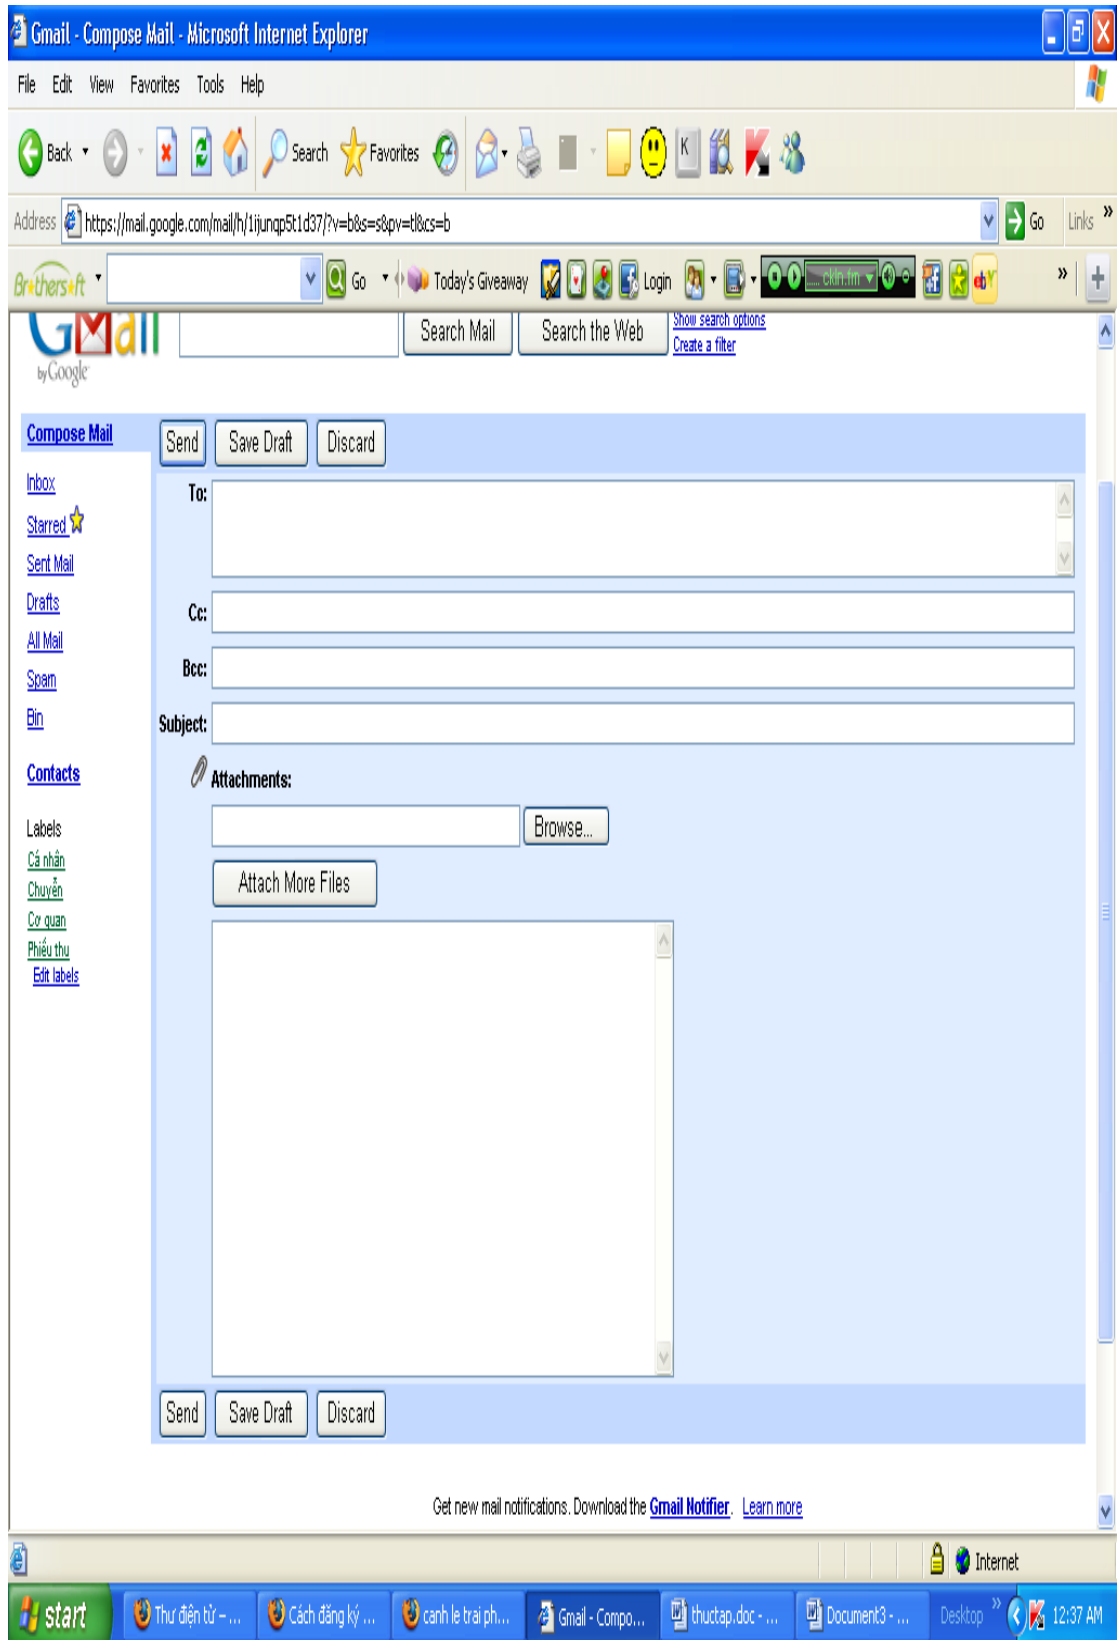 Gmail - Compose Mail - Microsoft Internet Explorer
File Edit View Favorites Tools Help
Back Search Favorites K
Address https://mail.google.com/mail/h/1ijunqp5t1d37/?v=b&s=s&pv=tl&cs=b Go Links »
Brothersoft Go Today's Giveaway Login ckln.fm ebY »
GMail by Google
Search Mail Search the Web Show search options
Create a filter
Compose Mail
Send Save Draft Discard
Inbox
Starred
Sent Mail
Drafts
All Mail
Spam
Bin
Contacts
Labels
Cá nhân
Chuyễn
Cơ quan
Phiếu thu
Edit labels
To:
Cc:
Bcc:
Subject:
Attachments:
Browse...
Attach More Files
Send Save Draft Discard
Get new mail notifications. Download the Gmail Notifier. Learn more
Internet
start Thư điện tử – ... Cách đăng ký ... canh le trai ph... Gmail - Compo... thuctap.doc - ... Document3 - ... Desktop » 12:37 AM